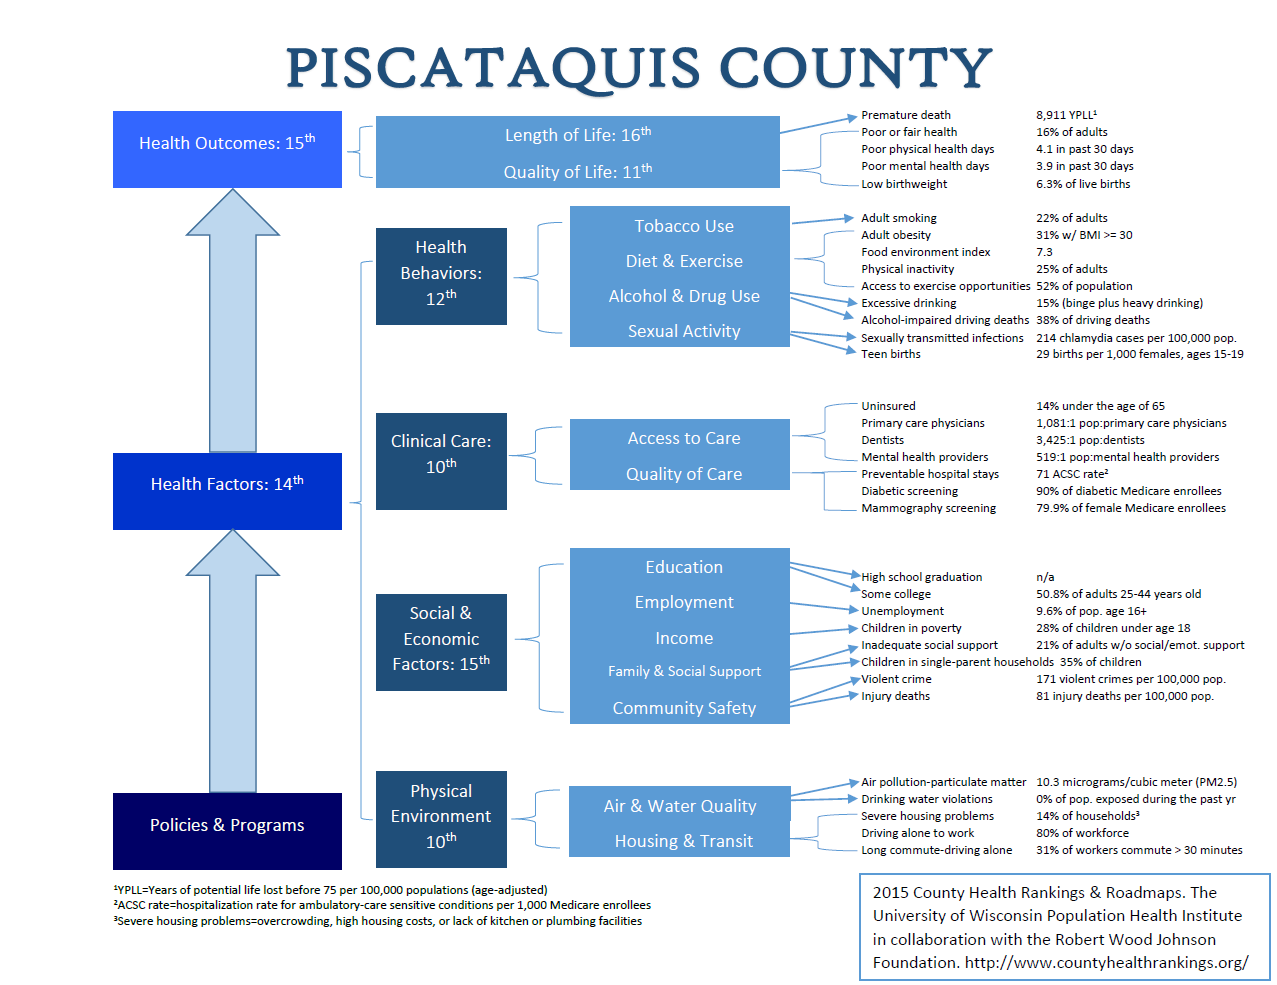 PISCATAQUIS COUNTY
Health Outcomes: 15th
Length of Life: 16th
Quality of Life: 11th
Premature death 8,911 YPLL¹
Poor or fair health 16% of adults
Poor physical health days 4.1 in past 30 days
Poor mental health days 3.9 in past 30 days
Low birthweight 6.3% of live births
Health
Behaviors:
12th
Tobacco Use
Diet & Exercise
Alcohol & Drug Use
Sexual Activity
Adult smoking 22% of adults
Adult obesity 31% w/ BMI >= 30
Food environment index 7.3
Physical inactivity 25% of adults
Access to exercise opportunities 52% of population
Excessive drinking 15% (binge plus heavy drinking)
Alcohol-impaired driving deaths 38% of driving deaths
Sexually transmitted infections 214 chlamydia cases per 100,000 pop.
Teen births 29 births per 1,000 females, ages 15-19
Health Factors: 14th
Clinical Care:
10th
Access to Care
Quality of Care
Uninsured 14% under the age of 65
Primary care physicians 1,081:1 pop:primary care physicians
Dentists 3,425:1 pop:dentists
Mental health providers 519:1 pop:mental health providers
Preventable hospital stays 71 ACSC rate²
Diabetic screening 90% of diabetic Medicare enrollees
Mammography screening 79.9% of female Medicare enrollees
Social &
Economic
Factors: 15th
Education
Employment
Income
Family & Social Support
Community Safety
High school graduation n/a
Some college 50.8% of adults 25-44 years old
Unemployment 9.6% of pop. age 16+
Children in poverty 28% of children under age 18
Inadequate social support 21% of adults w/o social/emot. support
Children in single-parent households 35% of children
Violent crime 171 violent crimes per 100,000 pop.
Injury deaths 81 injury deaths per 100,000 pop.
Policies & Programs
Physical
Environment
10th
Air & Water Quality
Housing & Transit
Air pollution-particulate matter 10.3 micrograms/cubic meter (PM2.5)
Drinking water violations 0% of pop. exposed during the past yr
Severe housing problems 14% of households³
Driving alone to work 80% of workforce
Long commute-driving alone 31% of workers commute > 30 minutes
¹YPLL=Years of potential life lost before 75 per 100,000 populations (age-adjusted)
²ACSC rate=hospitalization rate for ambulatory-care sensitive conditions per 1,000 Medicare enrollees
³Severe housing problems=overcrowding, high housing costs, or lack of kitchen or plumbing facilities
2015 County Health Rankings & Roadmaps. The
University of Wisconsin Population Health Institute
in collaboration with the Robert Wood Johnson
Foundation. http://www.countyhealthrankings.org/